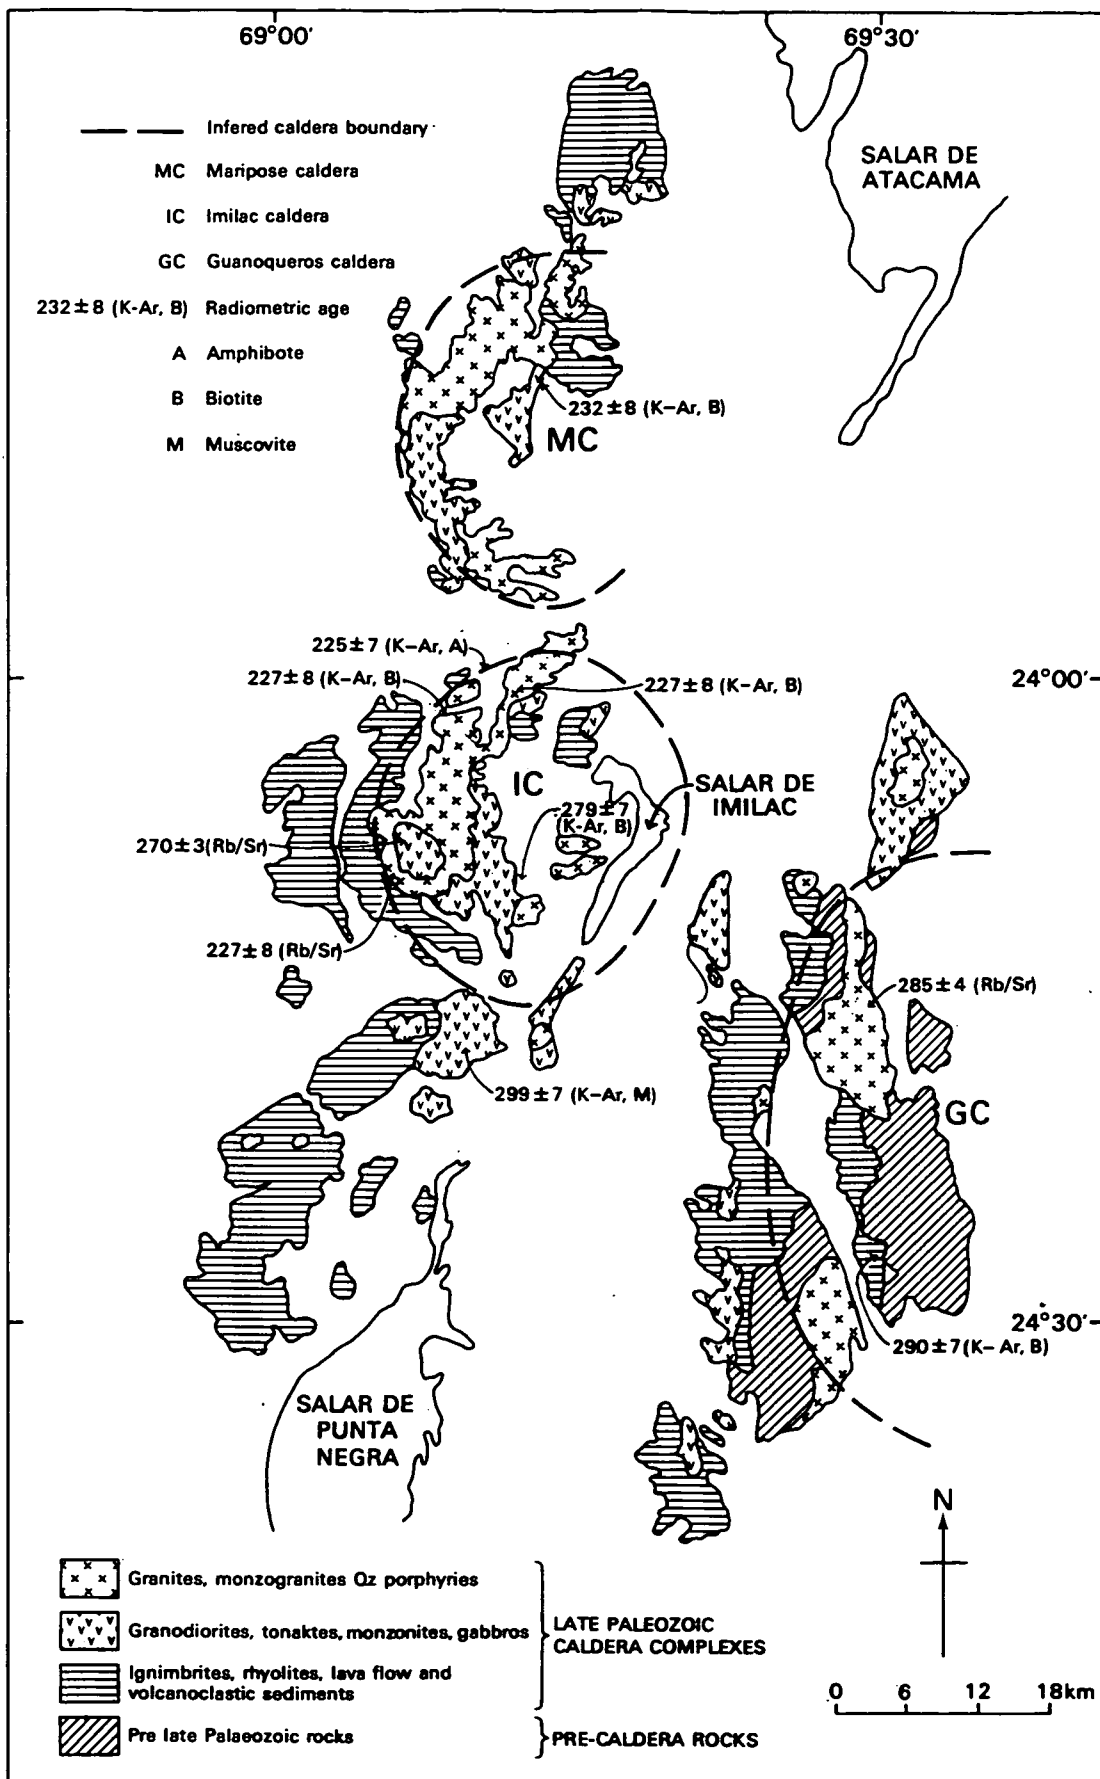 69°00'
69°30'
Infered caldera boundary
MC Maripose caldera
IC Imilac caldera
GC Guanoqueros caldera
232±8 (K-Ar, B) Radiometric age
A Amphibote
B Biotite
M Muscovite
SALAR DE
ATACAMA
232±8 (K-Ar, B)
MC
225±7 (K-Ar, A)
227±8 (K-Ar, B)
227±8 (K-Ar, B)
24°00'
IC
SALAR DE
IMILAC
279±7
(K-Ar, B)
270±3(Rb/Sr)
227±8 (Rb/Sr)
285±4 (Rb/Sr)
299±7 (K-Ar, M)
GC
24°30'
290±7(K-Ar, B)
SALAR DE
PUNTA
NEGRA
N
Granites, monzogranites Qz porphyries
Granodiorites, tonaktes, monzonites, gabbros
Ignimbrites, rhyolites, lava flow and
volcanoclastic sediments
LATE PALEOZOIC
CALDERA COMPLEXES
Pre late Palaeozoic rocks
PRE-CALDERA ROCKS
0 6 12 18km